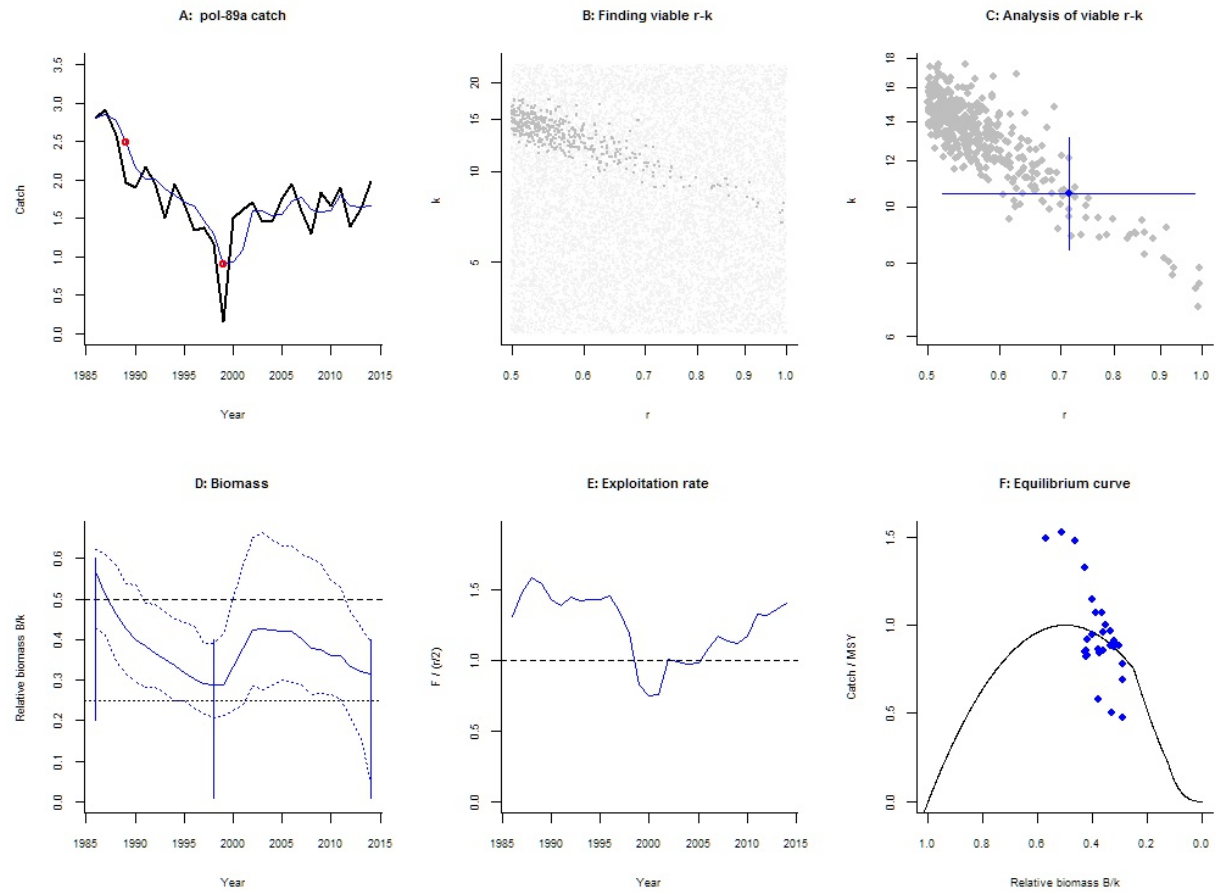 A: pol-89a catch
B: Finding viable r-k
C: Analysis of viable r-k
Catch
0.0 0.5 1.0 1.5 2.0 2.5 3.0 3.5
1985 1990 1995 2000 2005 2010 2015
Year
k
5 10 15 20
0.5 0.6 0.7 0.8 0.9 1.0
r
k
6 8 10 12 14 16 18
0.5 0.6 0.7 0.8 0.9 1.0
r
D: Biomass
E: Exploitation rate
F: Equilibrium curve
Relative biomass B/k
0.0 0.1 0.2 0.3 0.4 0.5 0.6
1985 1990 1995 2000 2005 2010 2015
Year
F / (r/2)
0.0 0.5 1.0 1.5
1985 1990 1995 2000 2005 2010 2015
Year
Catch / MSY
0.0 0.5 1.0 1.5
1.0 0.8 0.6 0.4 0.2 0.0
Relative biomass B/k